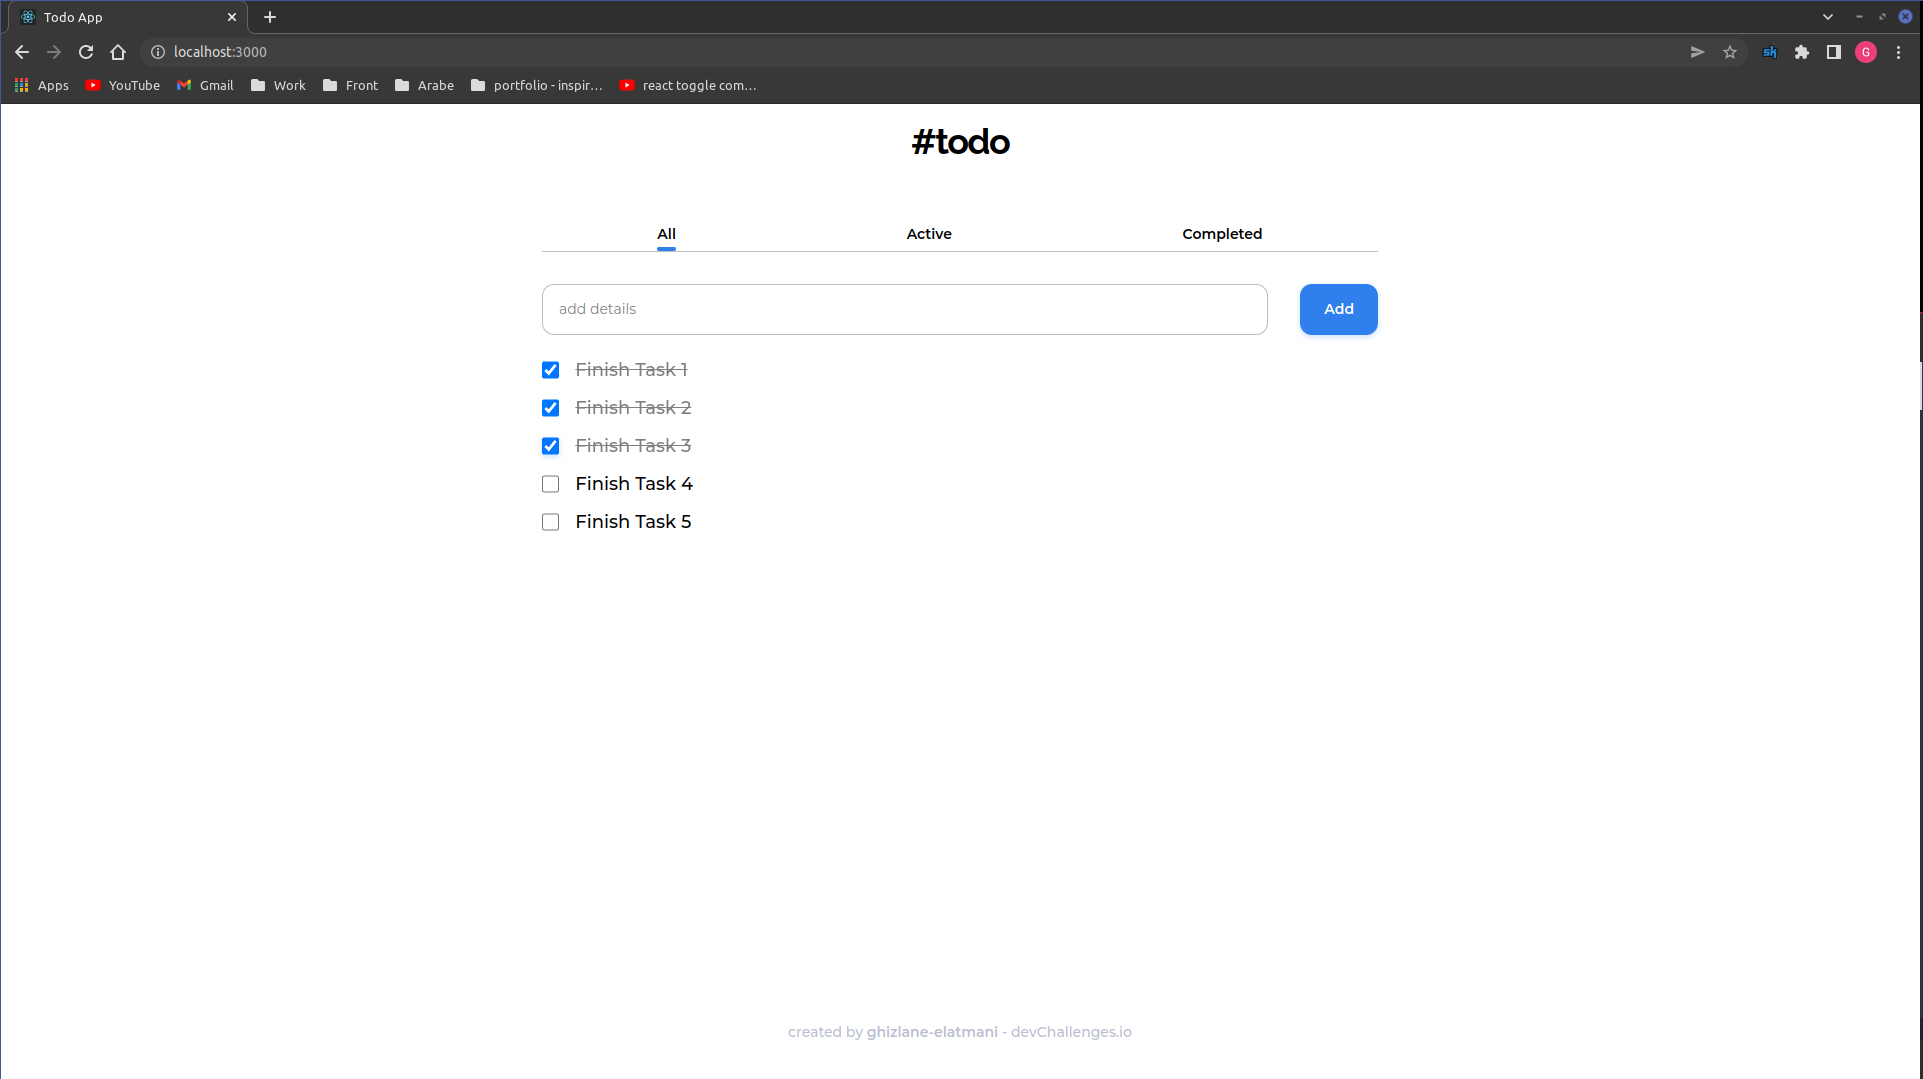 Todo App
localhost:3000
G
Apps YouTube Gmail Work Front Arabe portfolio - inspir... react toggle com...
#todo
All Active Completed
add details Add
Finish Task 1
Finish Task 2
Finish Task 3
Finish Task 4
Finish Task 5
created by ghizlane-elatmani - devChallenges.io